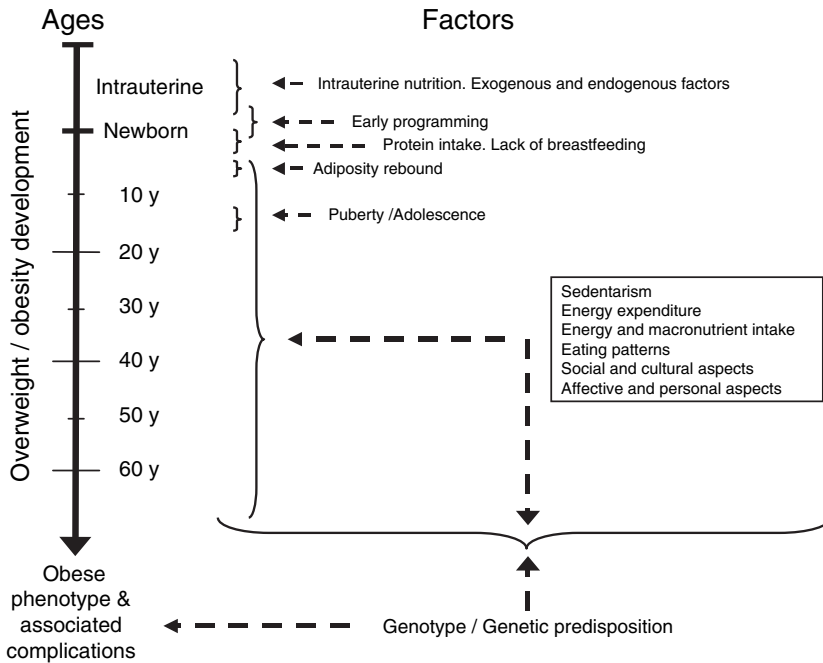 Ages
Factors
Overweight / obesity development
Intrauterine
Intrauterine nutrition. Exogenous and endogenous factors
Early programming
Newborn
Protein intake. Lack of breastfeeding
Adiposity rebound
10 y
Puberty /Adolescence
20 y
30 y
40 y
50 y
60 y
Sedentarism
Energy expenditure
Energy and macronutrient intake
Eating patterns
Social and cultural aspects
Affective and personal aspects
Obese
phenotype &
associated
complications
Genotype / Genetic predisposition